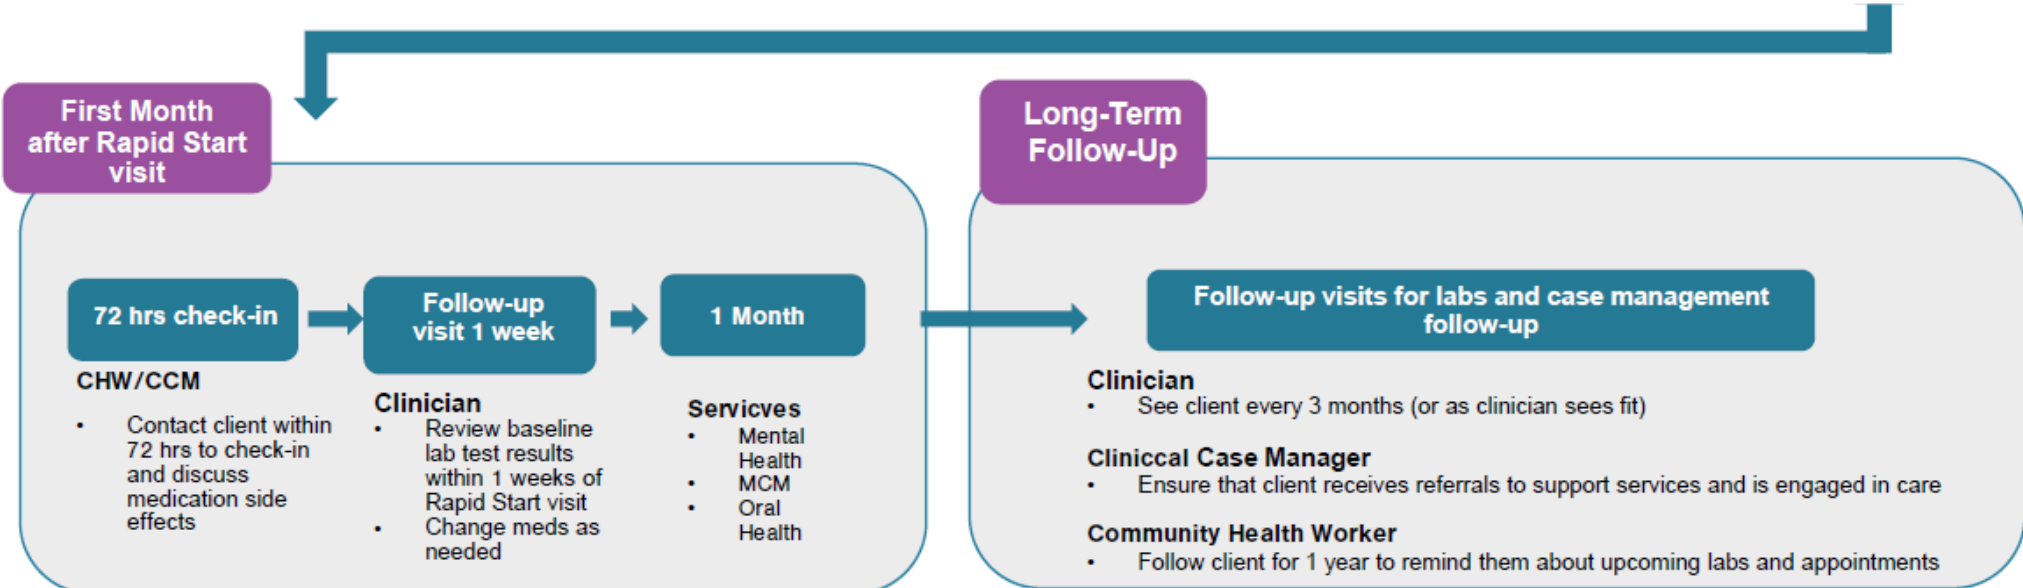 First Month
after Rapid Start
visit
72 hrs check-in
CHW/CCM
• Contact client within
72 hrs to check-in
and discuss
medication side
effects
Follow-up
visit 1 week
Clinician
• Review baseline
lab test results
within 1 weeks of
Rapid Start visit
• Change meds as
needed
1 Month
Servicves
• Mental
Health
• MCM
• Oral
Health
Long-Term
Follow-Up
Follow-up visits for labs and case management
follow-up
Clinician
• See client every 3 months (or as clinician sees fit)
Cliniccal Case Manager
• Ensure that client receives referrals to support services and is engaged in care
Community Health Worker
• Follow client for 1 year to remind them about upcoming labs and appointments